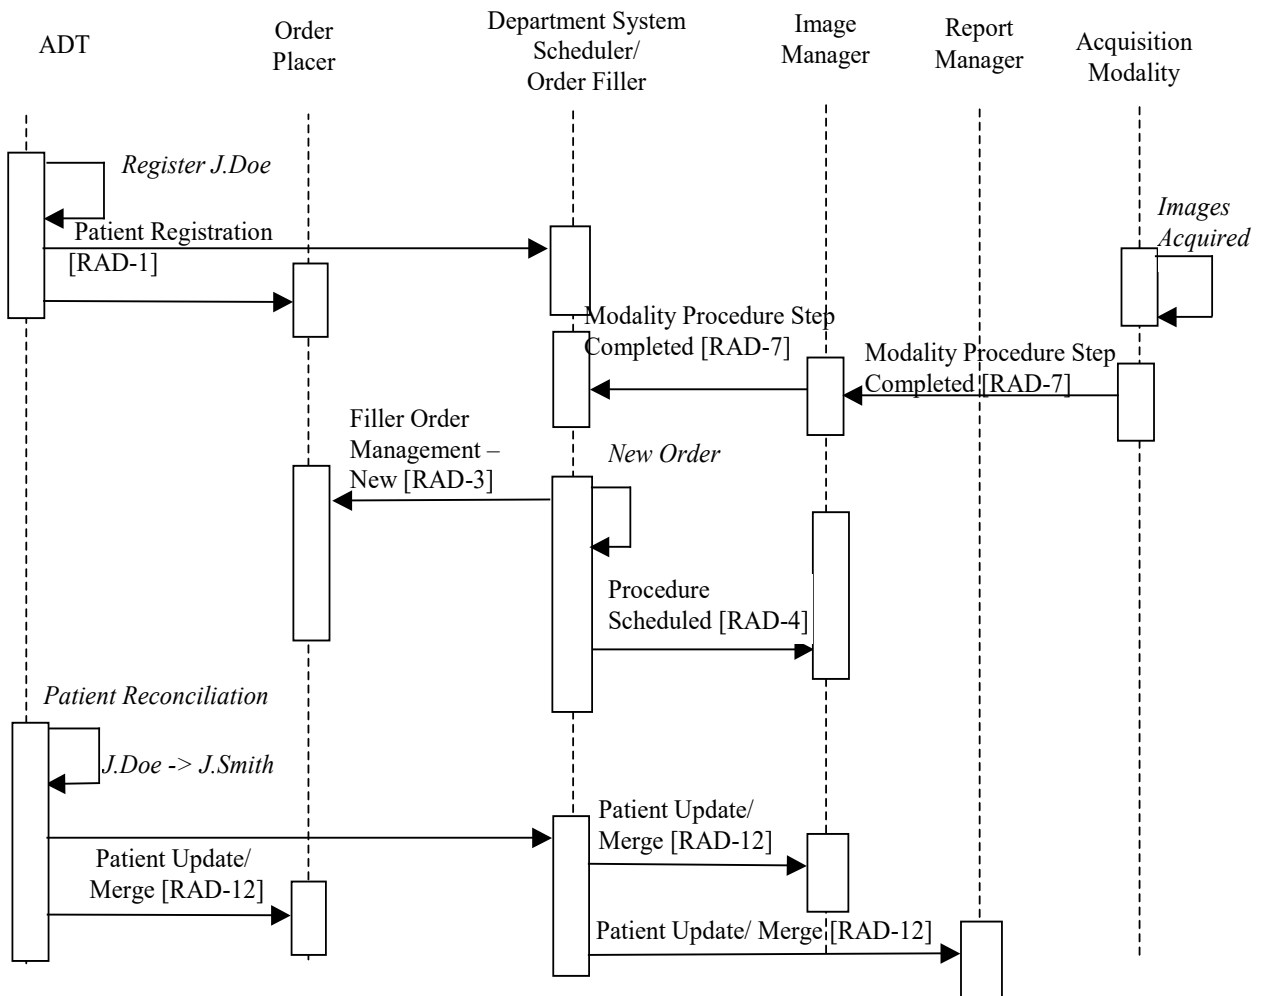 ADT
Order
Placer
Department System
Scheduler/
Order Filler
Image
Manager
Report
Manager
Acquisition
Modality
Register J.Doe
Patient Registration
[RAD-1]
Images
Acquired
Modality Procedure Step
Completed [RAD-7]
Modality Procedure Step
Completed [RAD-7]
Filler Order
Management –
New [RAD-3]
New Order
Procedure
Scheduled [RAD-4]
Patient Reconciliation
J.Doe -> J.Smith
Patient Update/
Merge [RAD-12]
Patient Update/
Merge [RAD-12]
Patient Update/ Merge [RAD-12]